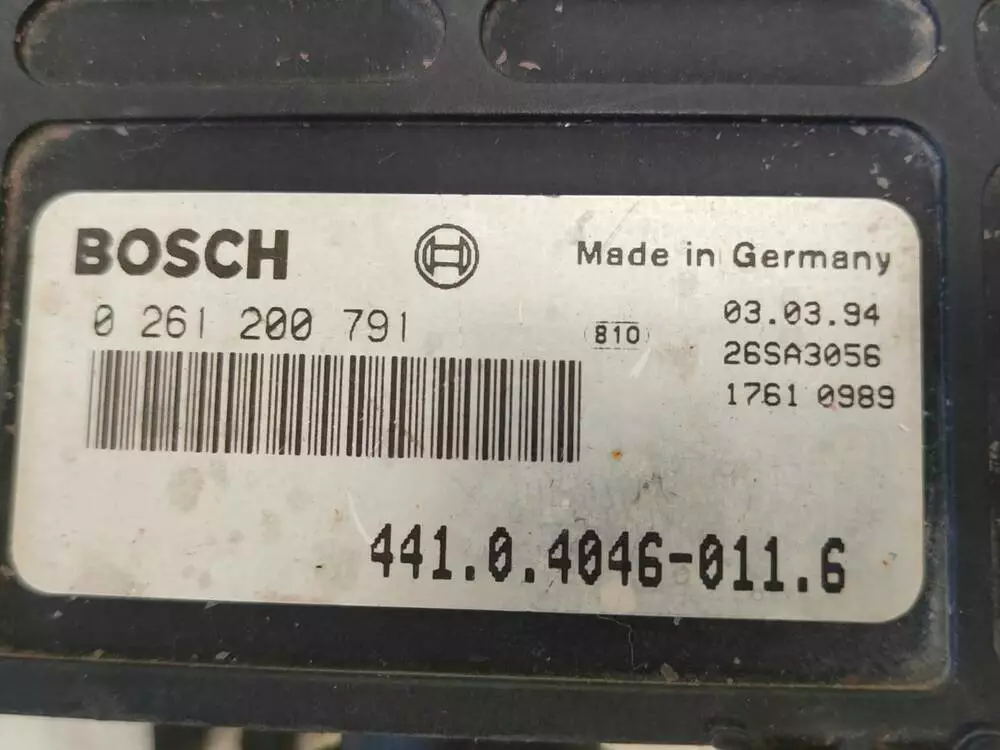 BOSCH
Made in Germany
0 261 200 791
810
03.03.94
26SA3056
1761 0989
441.0.4046-011.6